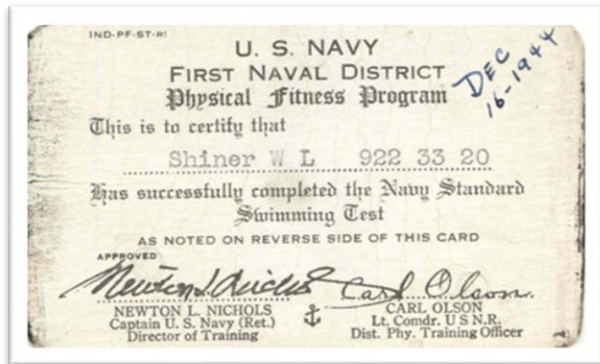 IND-PF-ST-
U. S. NAVY
FIRST NAVAL DISTRICT
Physical Fitness Program
DEC
16-1944
This is to certify that
Shiner W L 922 33 20
Has successfully completed the Navy Standard
Swimming Test
AS NOTED ON REVERSE SIDE OF THIS CARD
APPROVED
Newton L. Nichols Carl Olson.
NEWTON L. NICHOLS CARL OLSON
Captain U. S. Navy (Ret.) Lt. Comdr. U S N.R.
Director of Training Dist. Phy. Training Officer